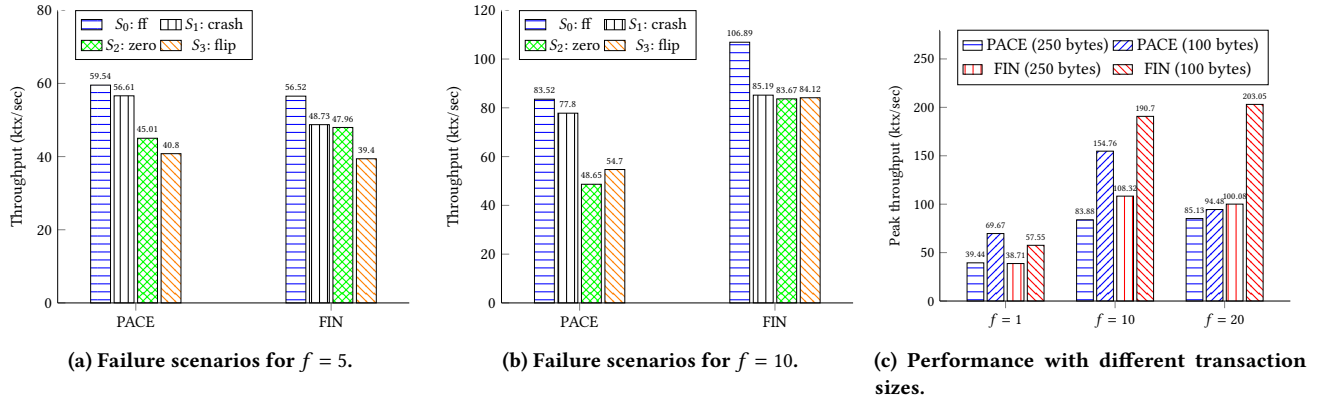 80
60
40
20
0
Throughput (ktx/sec)
S₀: ff S₁: crash
S₂: zero S₃: flip
59.54
56.61
45.01
40.8
56.52
48.73
47.96
39.4
PACE FIN
(a) Failure scenarios for f = 5.
120
100
80
60
40
20
0
Throughput (ktx/sec)
S₀: ff S₁: crash
S₂: zero S₃: flip
83.52
77.8
48.65
54.7
106.89
85.19
83.67
84.12
PACE FIN
(b) Failure scenarios for f = 10.
250
200
150
100
50
0
Peak throughput (ktx/sec)
PACE (250 bytes) PACE (100 bytes)
FIN (250 bytes) FIN (100 bytes)
39.44
69.67
38.71
57.55
83.88
154.76
108.32
190.7
85.13
94.48
100.08
203.05
f = 1 f = 10 f = 20
(c) Performance with different transaction
sizes.